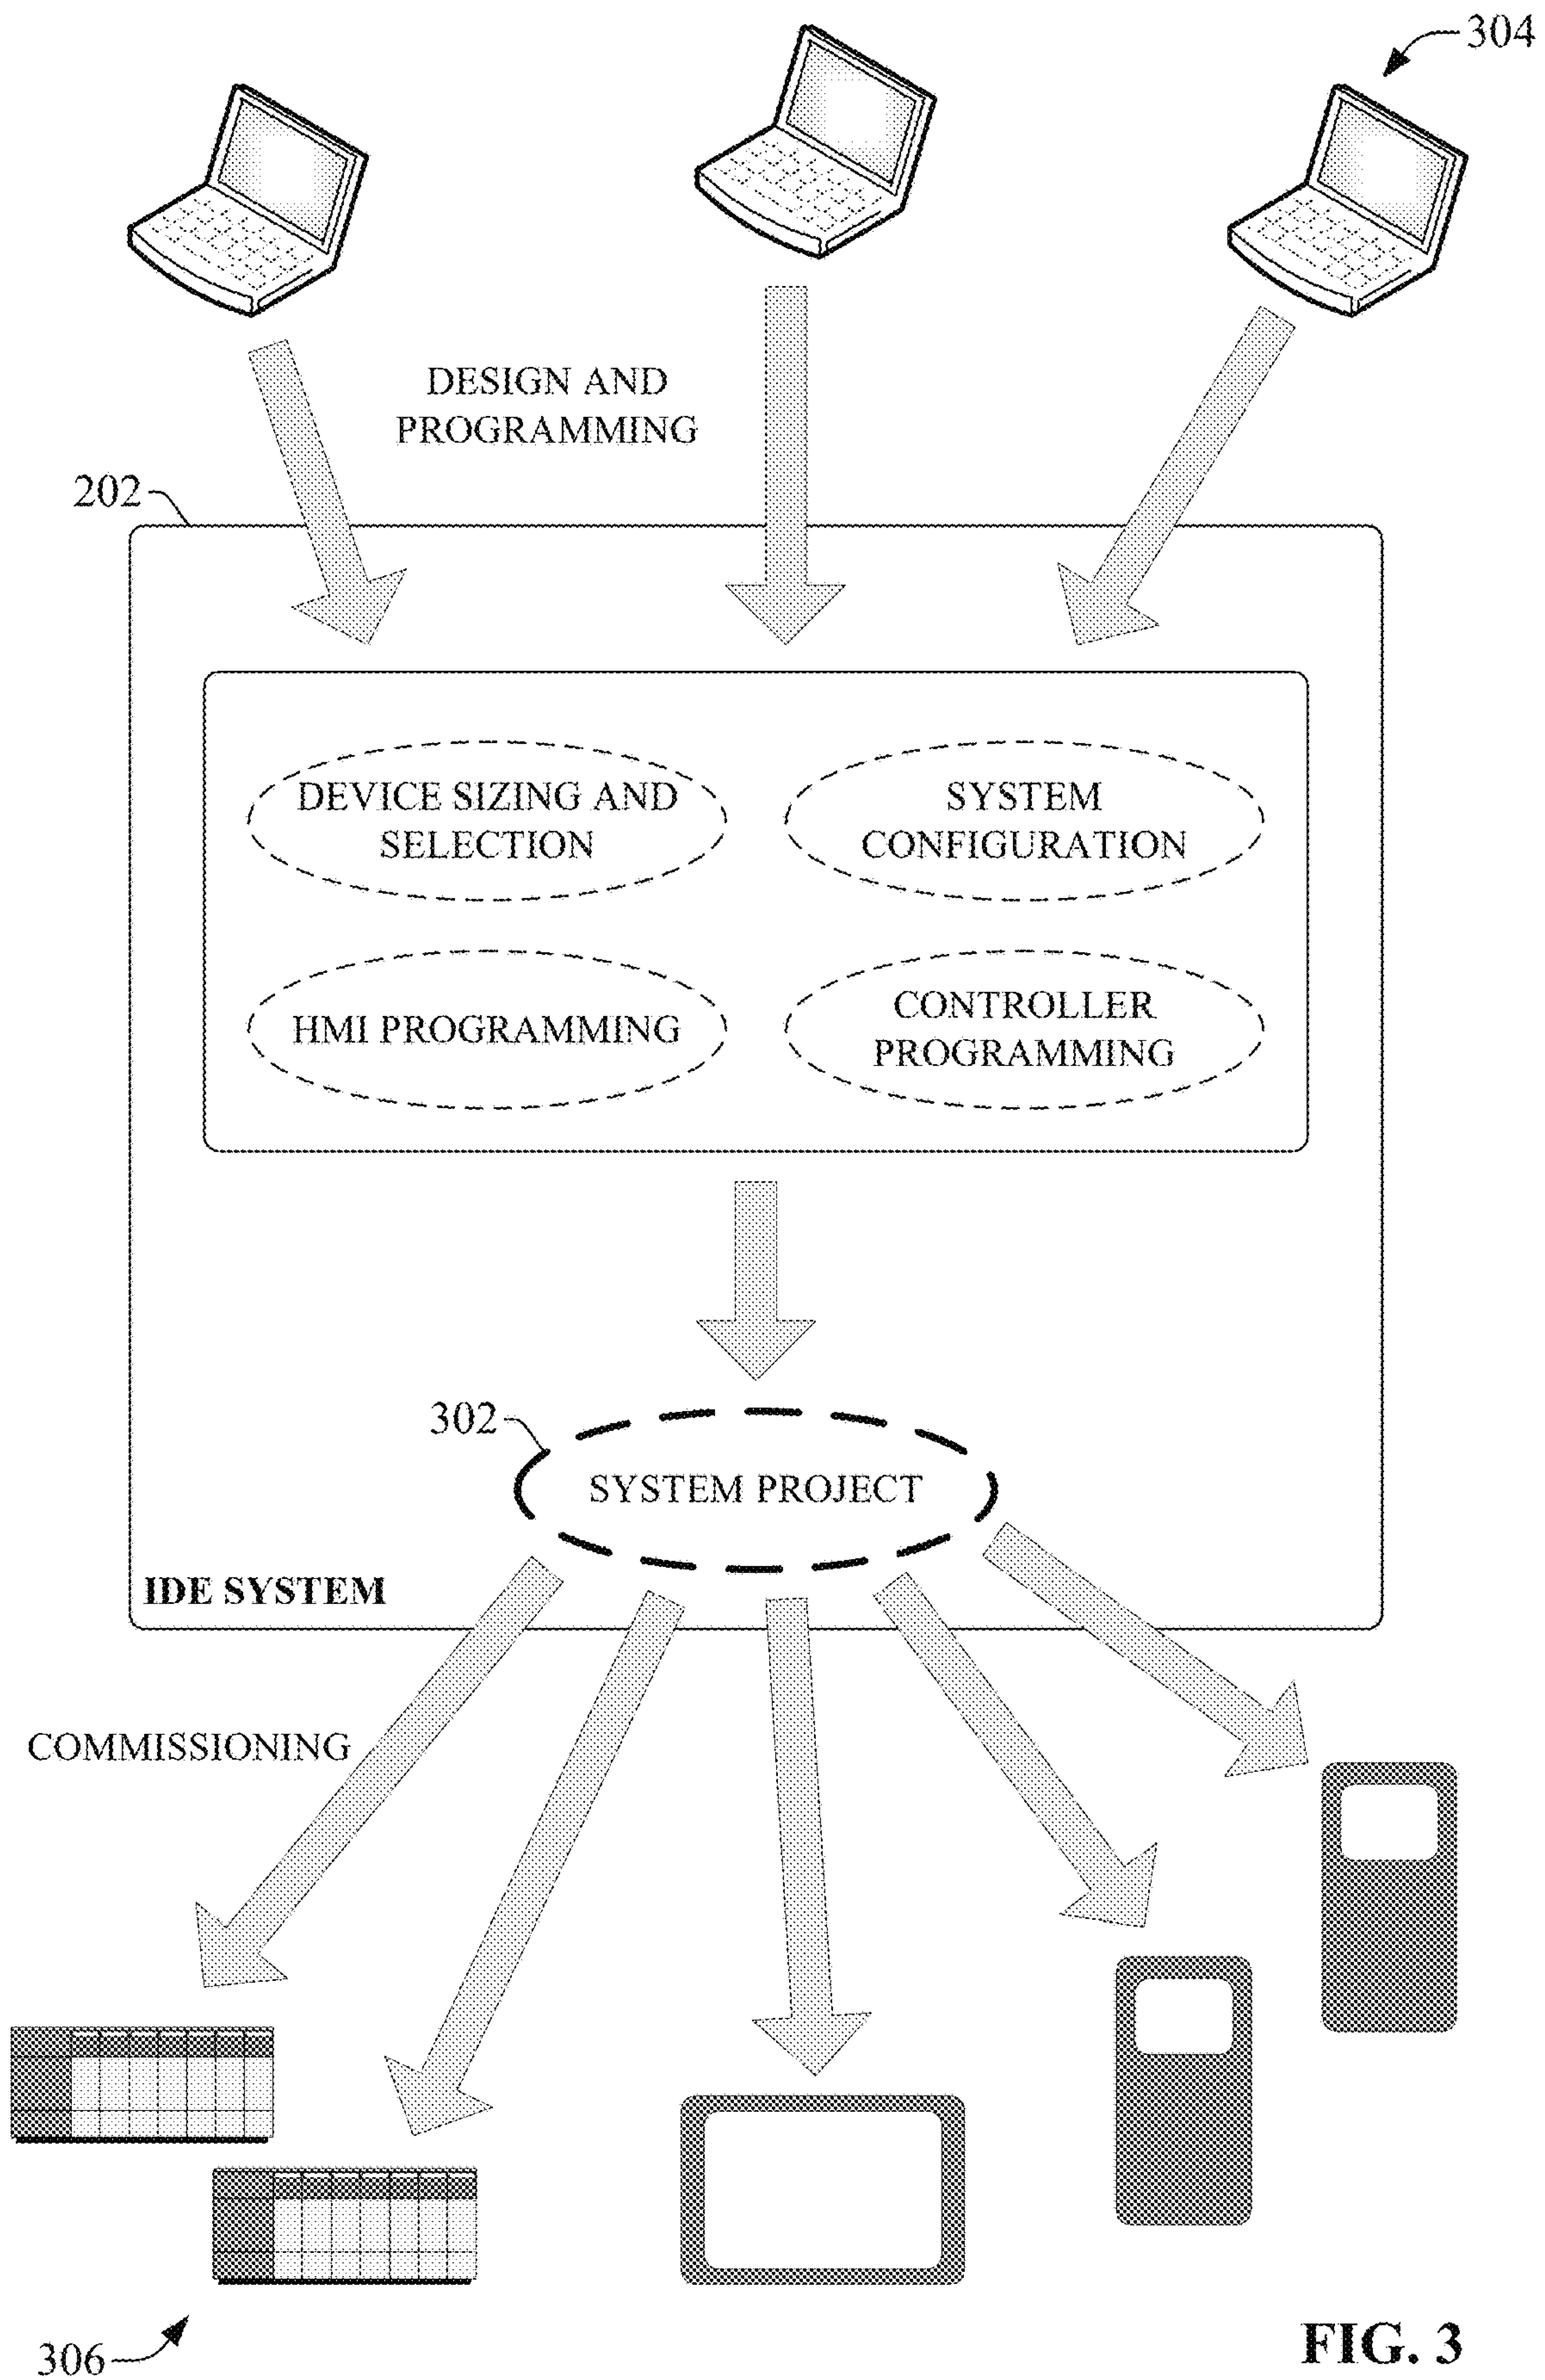 304
DESIGN AND
PROGRAMMING
202
DEVICE SIZING AND
SELECTION
SYSTEM
CONFIGURATION
HMI PROGRAMMING
CONTROLLER
PROGRAMMING
302
SYSTEM PROJECT
IDE SYSTEM
COMMISSIONING
306
FIG. 3